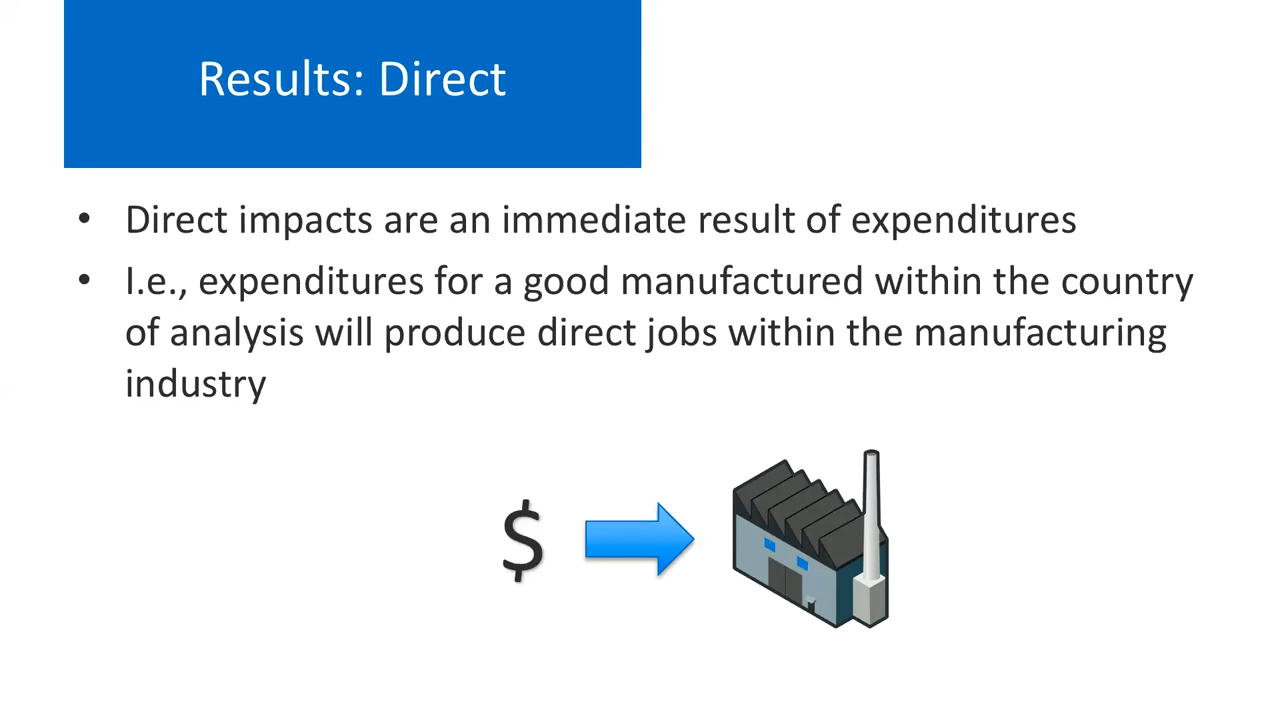 Results: Direct
• Direct impacts are an immediate result of expenditures
• I.e., expenditures for a good manufactured within the country
of analysis will produce direct jobs within the manufacturing
industry
$